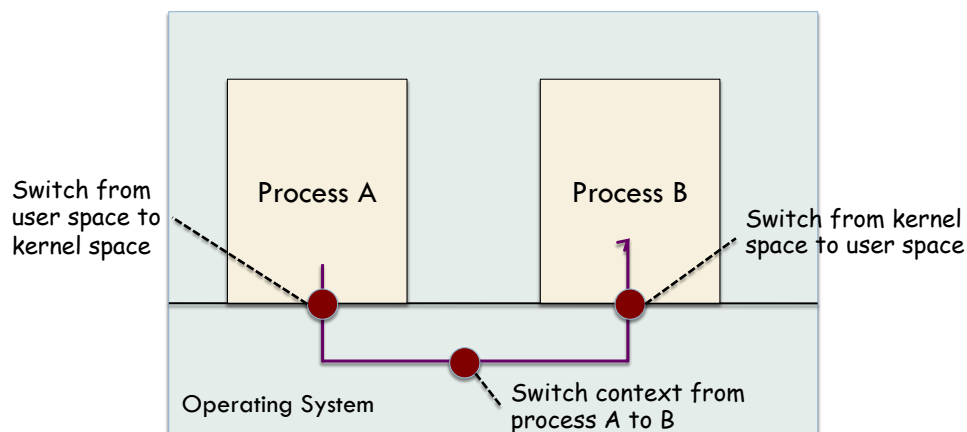 Process A
Process B
Switch from
user space to
kernel space
Switch from kernel
space to user space
Switch context from
process A to B
Operating System